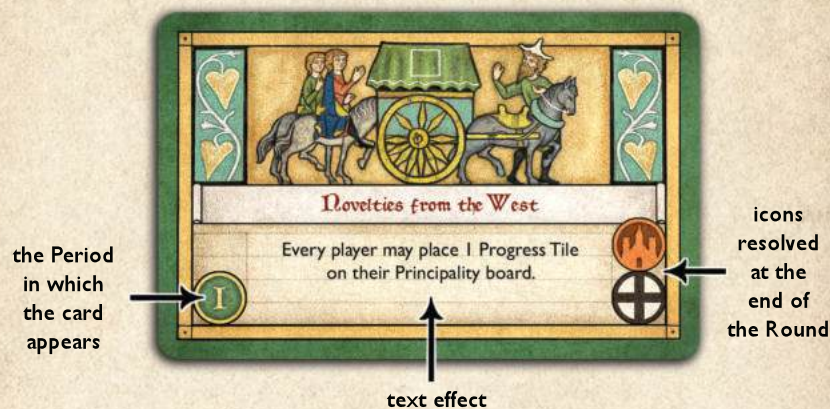 Novelties from the West
Every player may place 1 Progress Tile
on their Principality board.
I
the Period
in which
the card
appears
icons
resolved
at the
end of
the Round
text effect